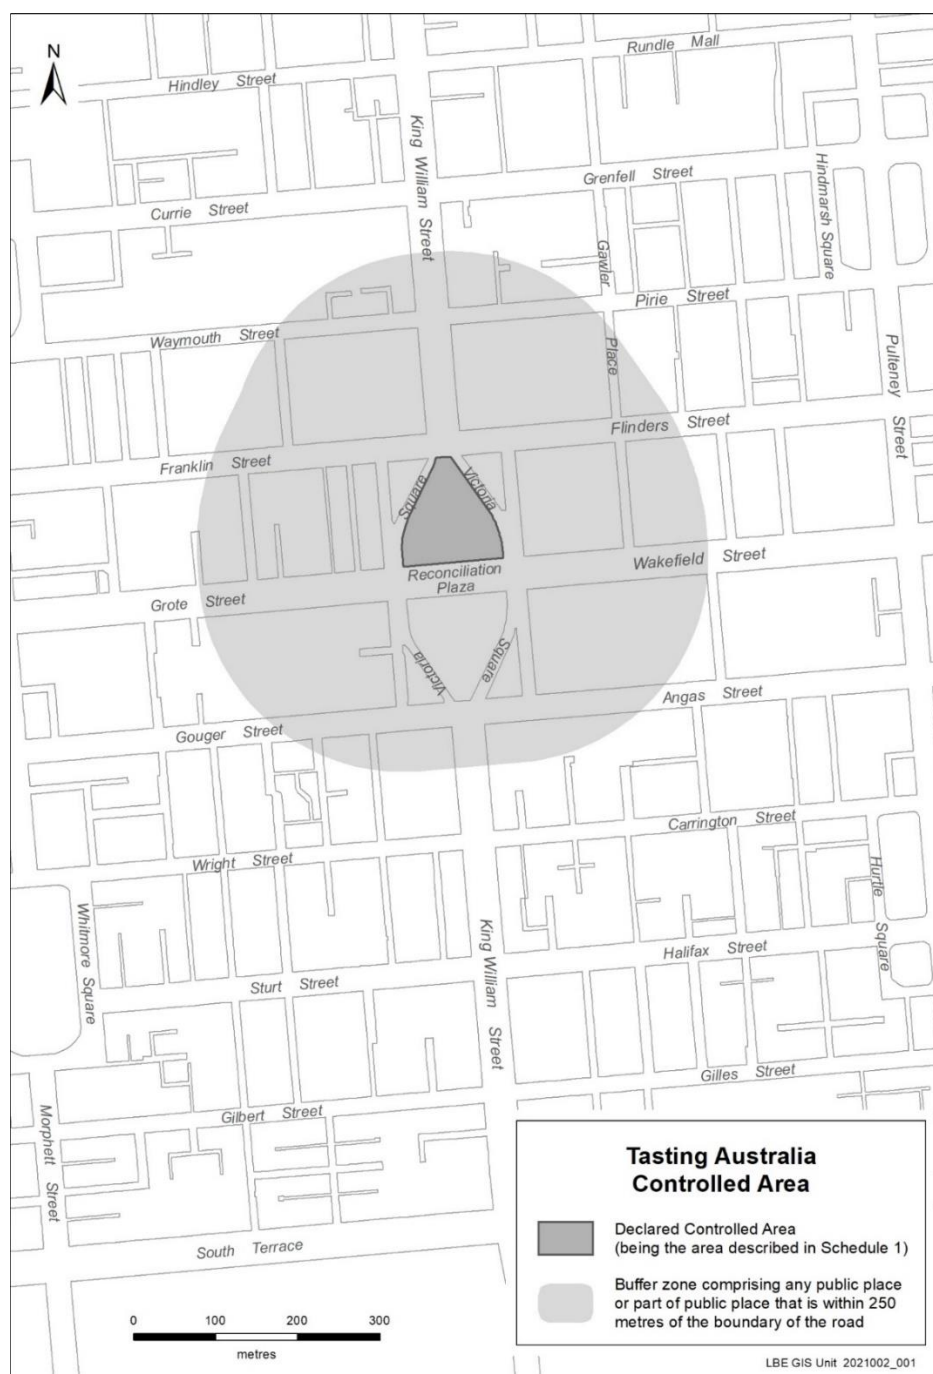 N
Rundle Mall
Hindley Street
King William Street
Grenfell Street
Hindmarsh Square
Currie Street
Gawler Place
Pirie Street
Waymouth Street
Pulteney Street
Flinders Street
Franklin Street
Victoria Square
Wakefield Street
Reconciliation
Plaza
Grote Street
Victoria Square
Angas Street
Gouger Street
Carrington Street
Wright Street
Hurtle Square
Whitmore Square
King William Street
Halifax Street
Sturt Street
Gilles Street
Gilbert Street
Morphett Street
South Terrace
Tasting Australia
Controlled Area
Declared Controlled Area
(being the area described in Schedule 1)
Buffer zone comprising any public place
or part of public place that is within 250
metres of the boundary of the road
0 100 200 300
metres
LBE GIS Unit 2021002_001